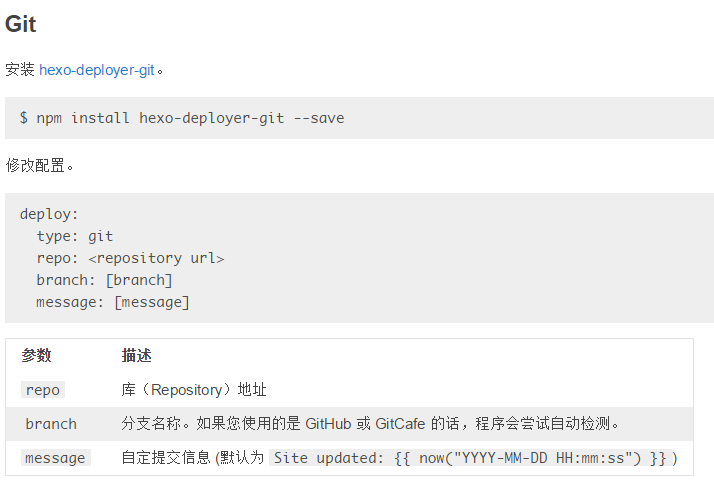 Git
安装 hexo-deployer-git。
$ npm install hexo-deployer-git --save
修改配置。
deploy:
  type: git
  repo: <repository url>
  branch: [branch]
  message: [message]
参数 描述
repo 库（Repository）地址
branch 分支名称。如果您使用的是 GitHub 或 GitCafe 的话，程序会尝试自动检测。
message 自定提交信息 (默认为 Site updated: {{ now("YYYY-MM-DD HH:mm:ss") }} )